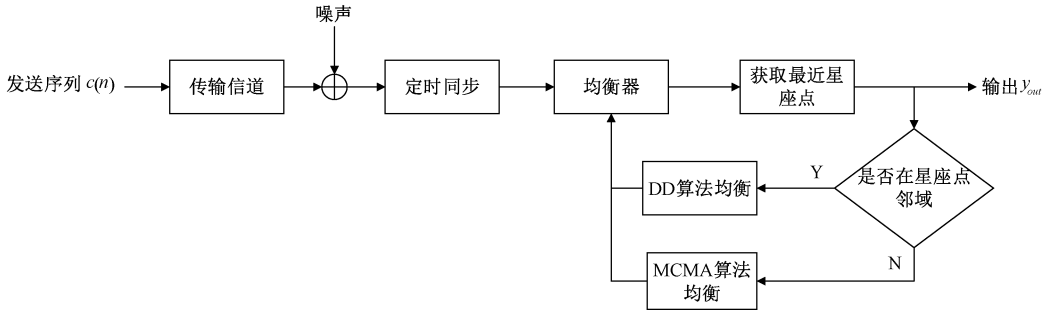 噪声
发送序列 c(n)
传输信道
定时同步
均衡器
获取最近星
座点
输出 y_out
是否在星座点
邻域
Y
DD算法均衡
N
MCMA算法
均衡